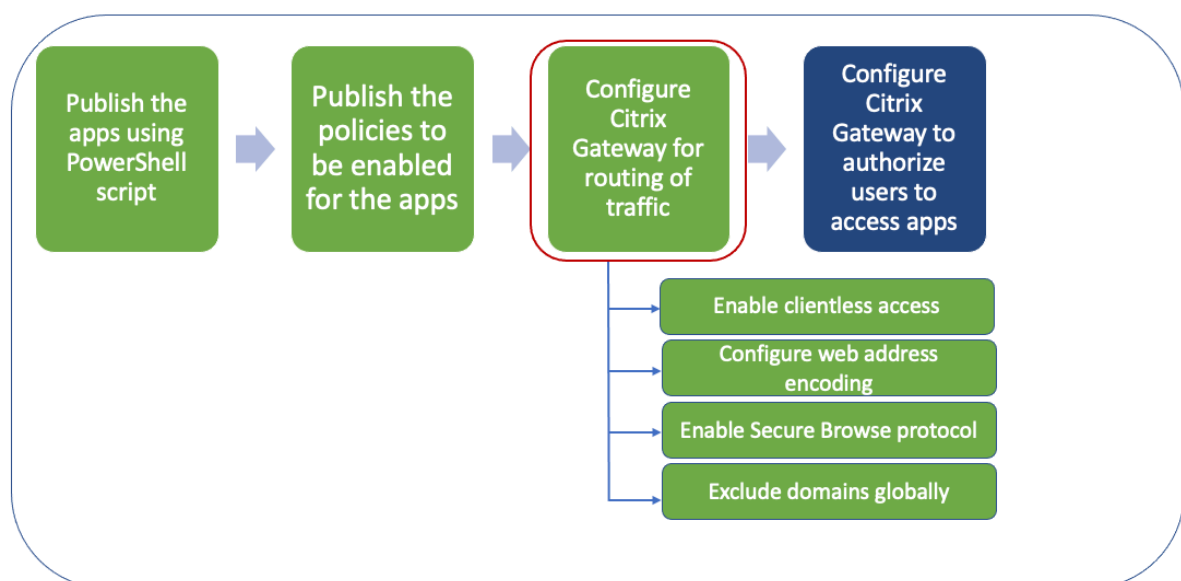 Publish the
apps using
PowerShell
script
Publish the
policies to
be enabled
for the apps
Configure
Citrix
Gateway for
routing of
traffic
Configure
Citrix
Gateway to
authorize
users to
access apps
Enable clientless access
Configure web address
encoding
Enable Secure Browse protocol
Exclude domains globally